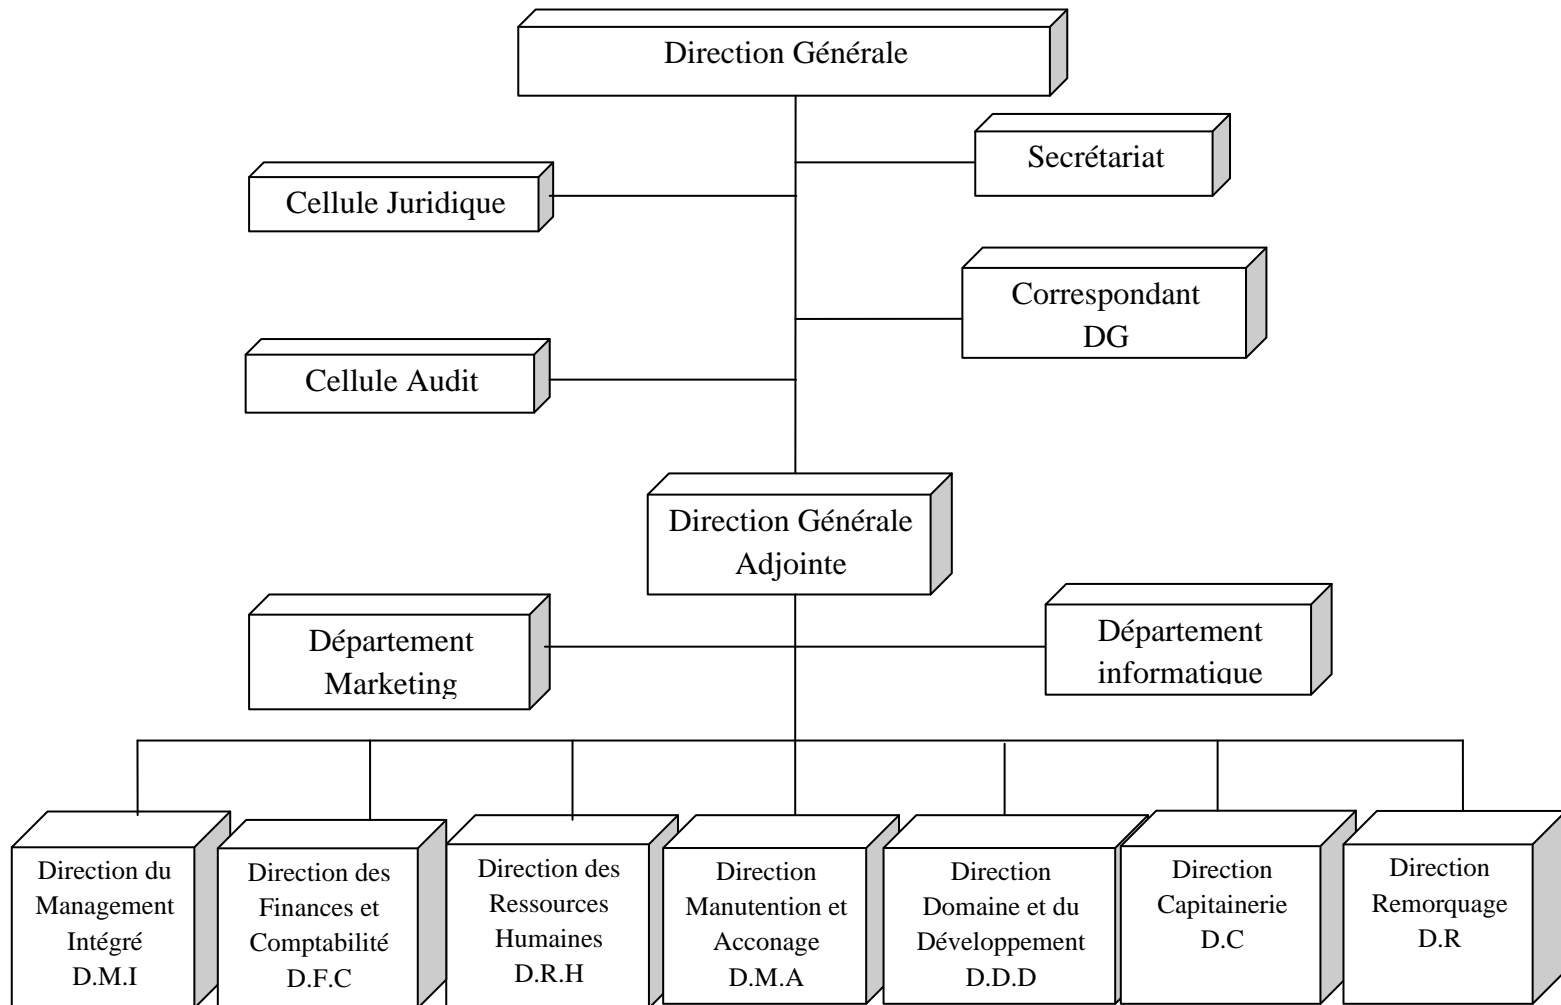 Direction Générale
Secrétariat
Cellule Juridique
Correspondant
DG
Cellule Audit
Direction Générale
Adjointe
Département
Marketing
Département
informatique
Direction du
Management
Intégré
D.M.I
Direction des
Finances et
Comptabilité
D.F.C
Direction des
Ressources
Humaines
D.R.H
Direction
Manutention et
Acconage
D.M.A
Direction
Domaine et du
Développement
D.D.D
Direction
Capitainerie
D.C
Direction
Remorquage
D.R